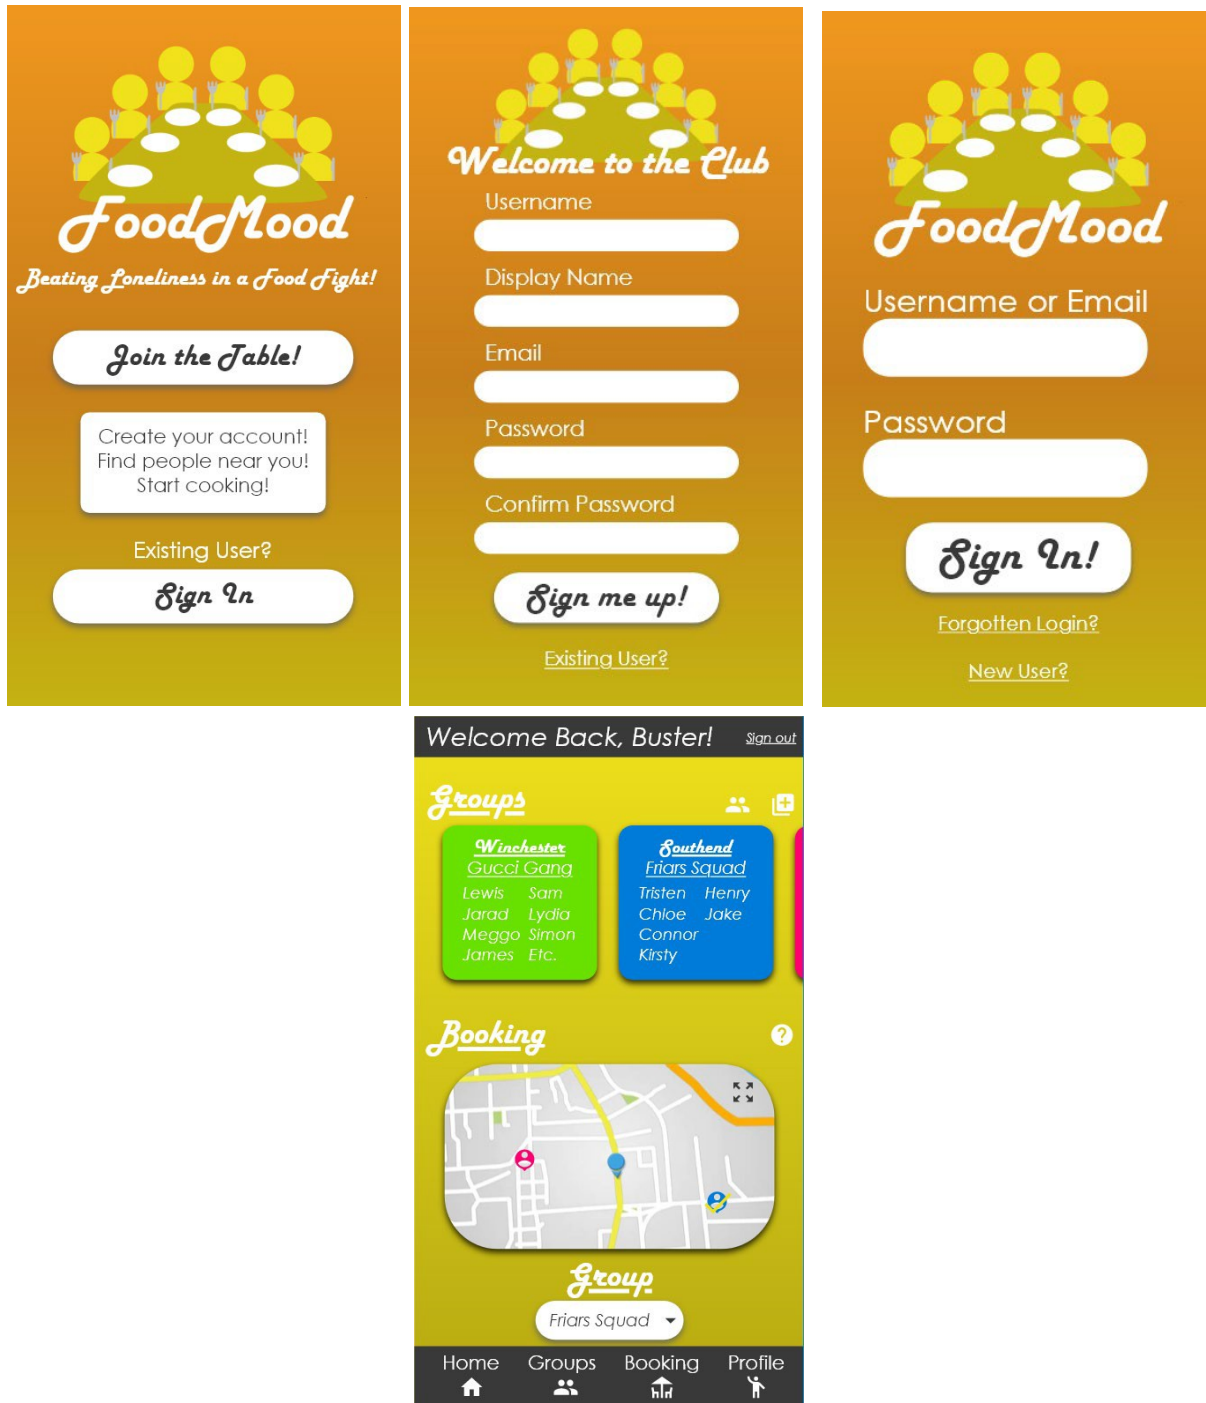 FoodMood
Beating Loneliness in a Food Fight!
Join the Table!
Create your account!
Find people near you!
Start cooking!
Existing User?
Sign In
Welcome to the Club
Username
Display Name
Email
Password
Confirm Password
Sign me up!
Existing User?
FoodMood
Username or Email
Password
Sign In!
Forgotten Login?
New User?
Welcome Back, Buster! Sign out
Groups
Winchester
Gucci Gang
Lewis Sam
Jarad Lydia
Meggo Simon
James Etc.
Southend
Friars Squad
Tristen Henry
Chloe Jake
Connor
Kirsty
Booking
Group
Friars Squad
Home Groups Booking Profile